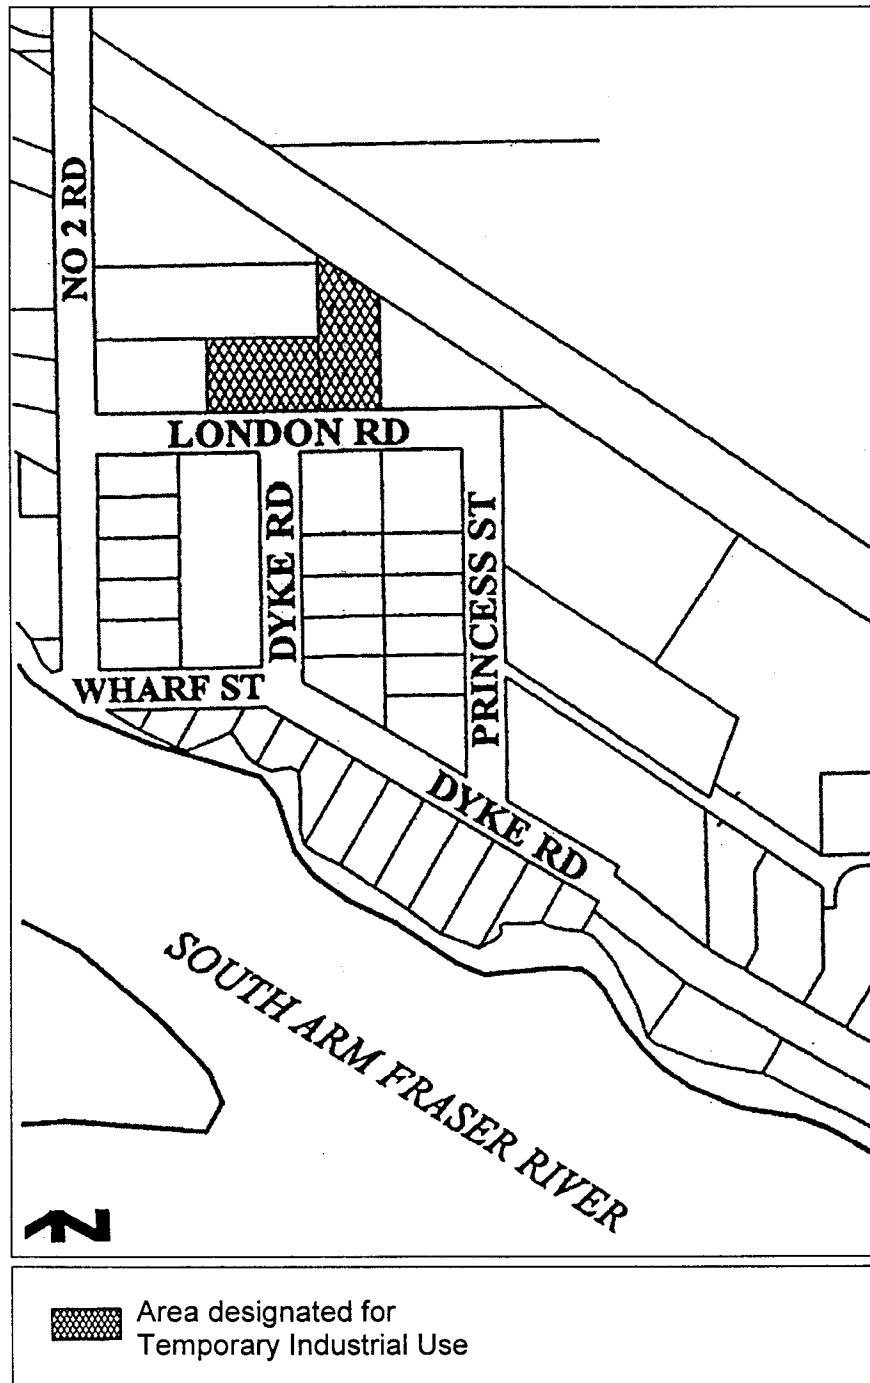 NO 2 RD
LONDON RD
DYKE RD
PRINCESS ST
WHARF ST
DYKE RD
SOUTH ARM FRASER RIVER
Z
Area designated for
Temporary Industrial Use